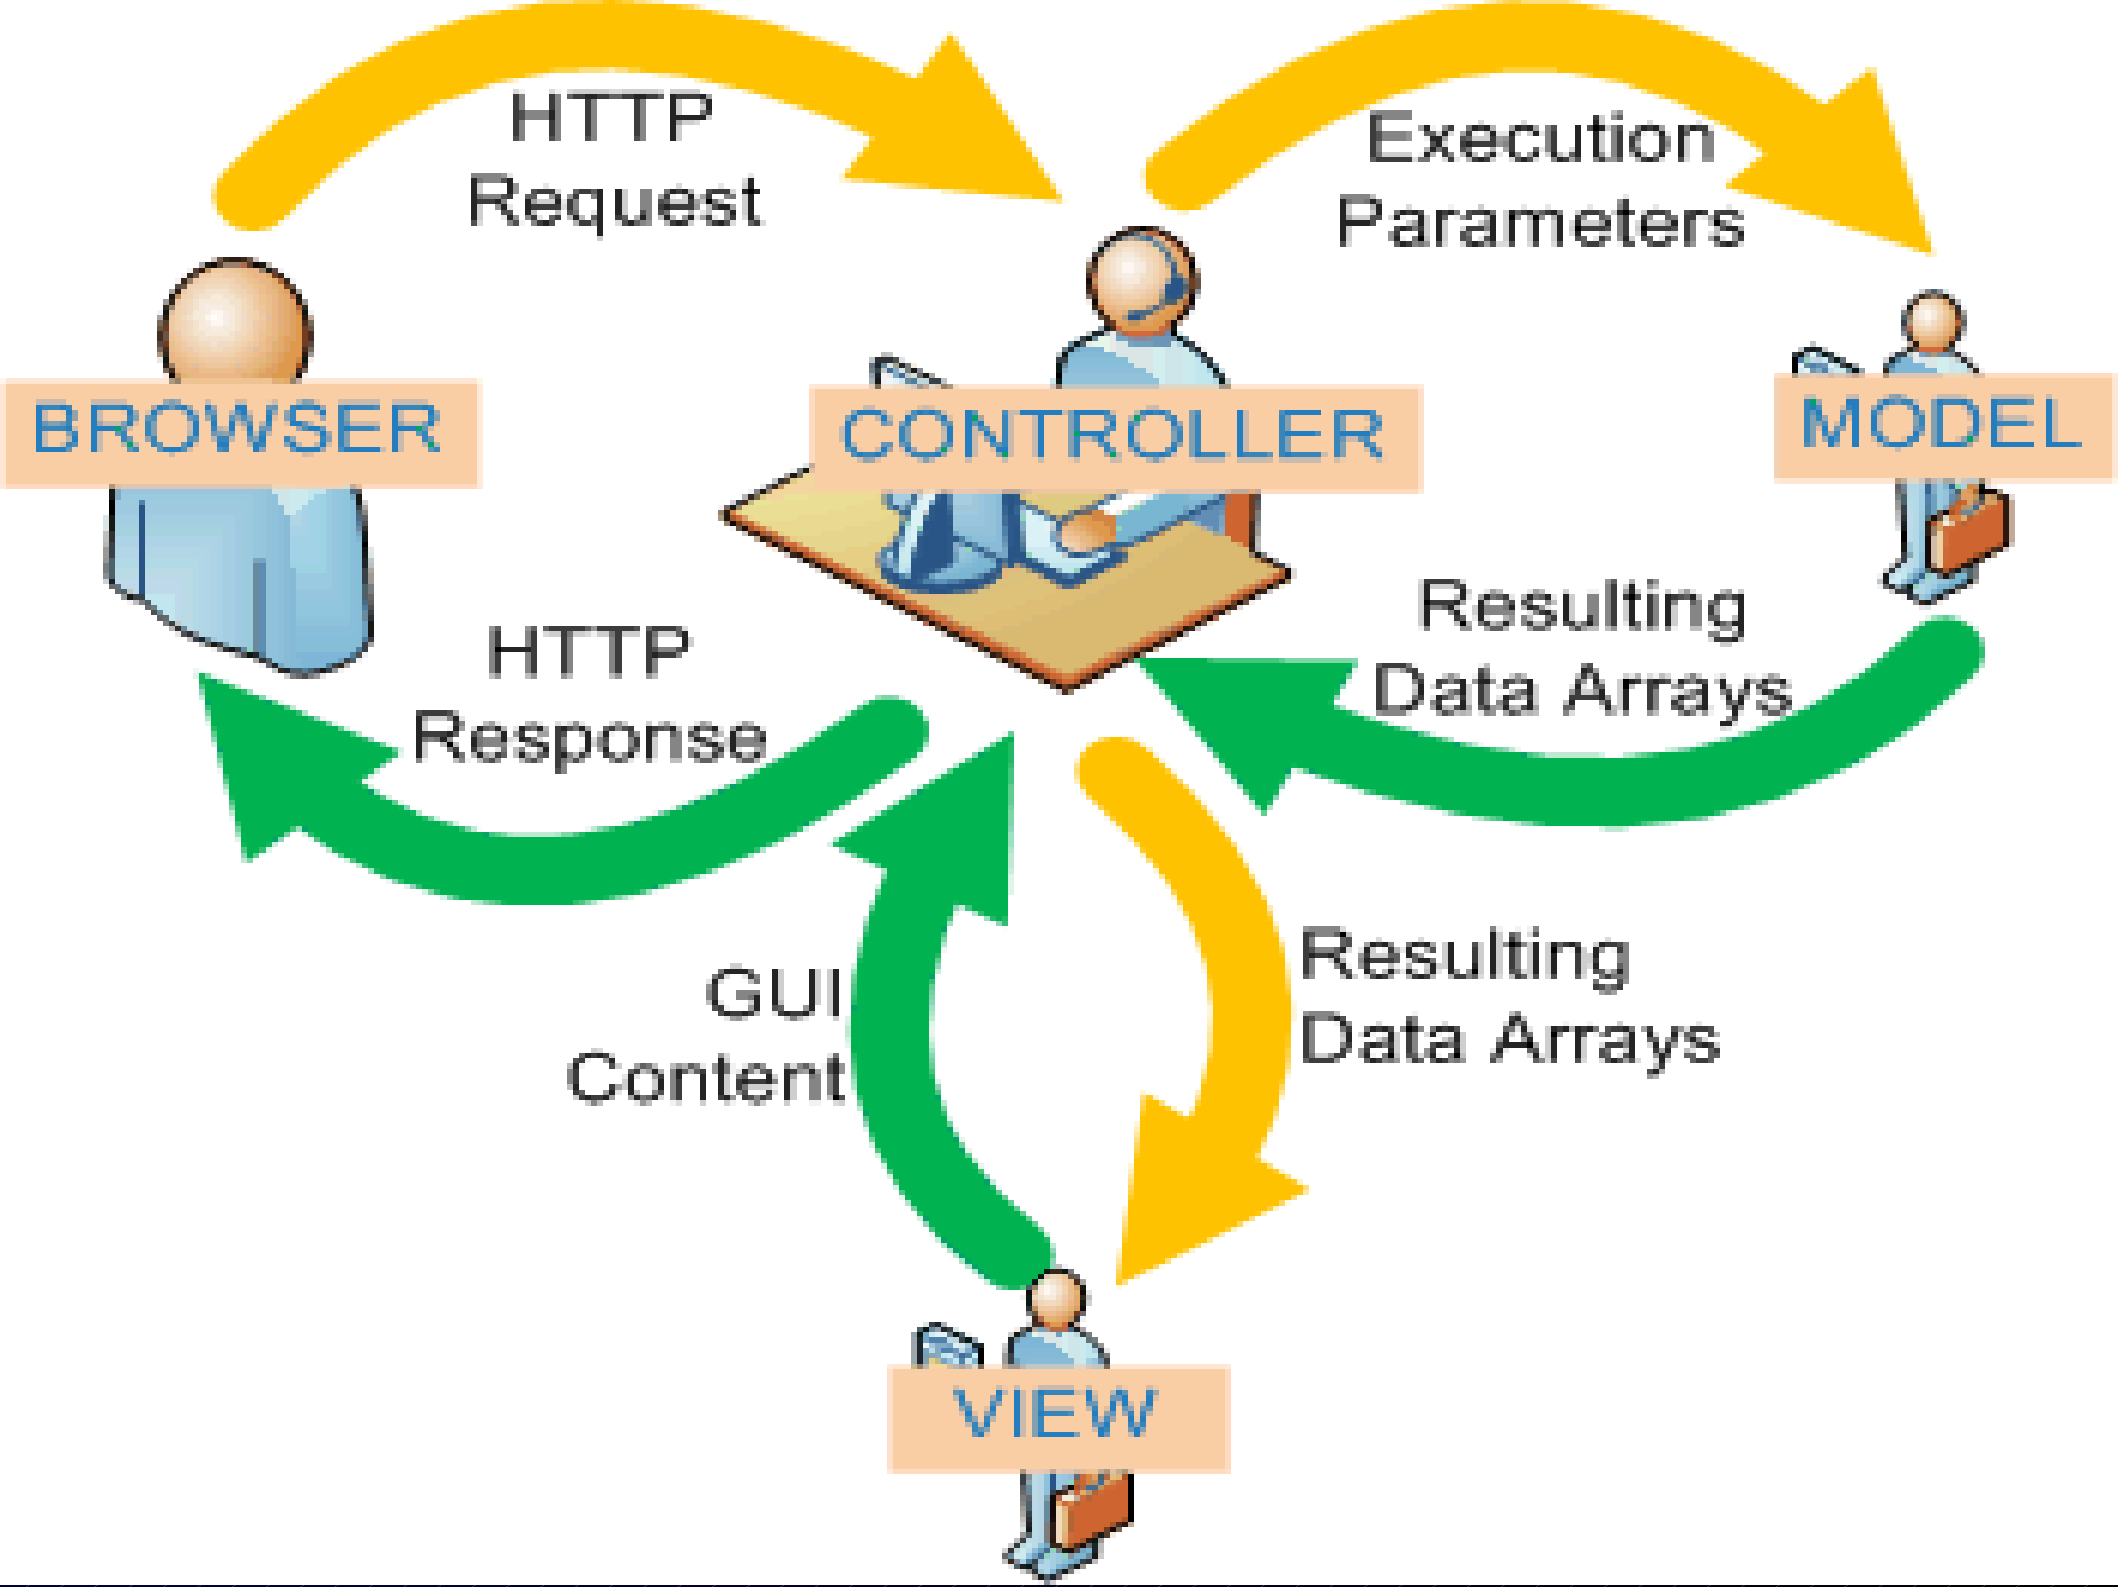 HTTP
Request
Execution
Parameters
BROWSER
CONTROLLER
MODEL
HTTP
Response
Resulting
Data Arrays
GUI
Content
Resulting
Data Arrays
VIEW